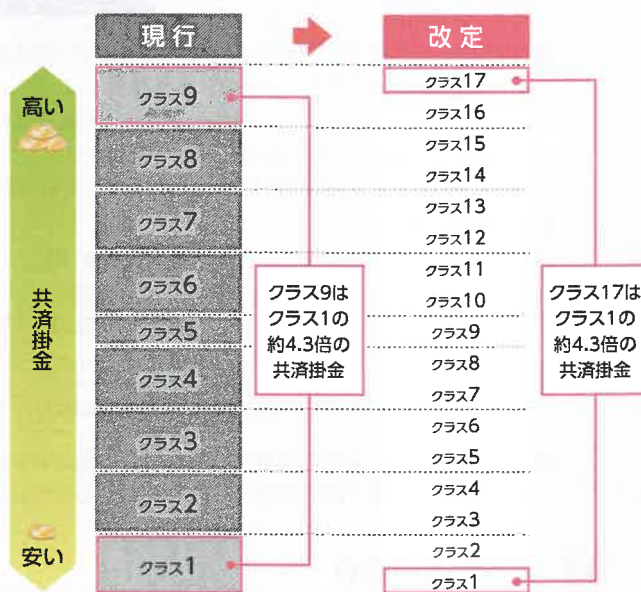 現行
改定
高い
共済掛金
安い
クラス9
クラス8
クラス7
クラス6
クラス5
クラス4
クラス3
クラス2
クラス1
クラス9は
クラス1の
約4.3倍の
共済掛金
クラス17
クラス16
クラス15
クラス14
クラス13
クラス12
クラス11
クラス10
クラス9
クラス8
クラス7
クラス6
クラス5
クラス4
クラス3
クラス2
クラス1
クラス17は
クラス1の
約4.3倍の
共済掛金